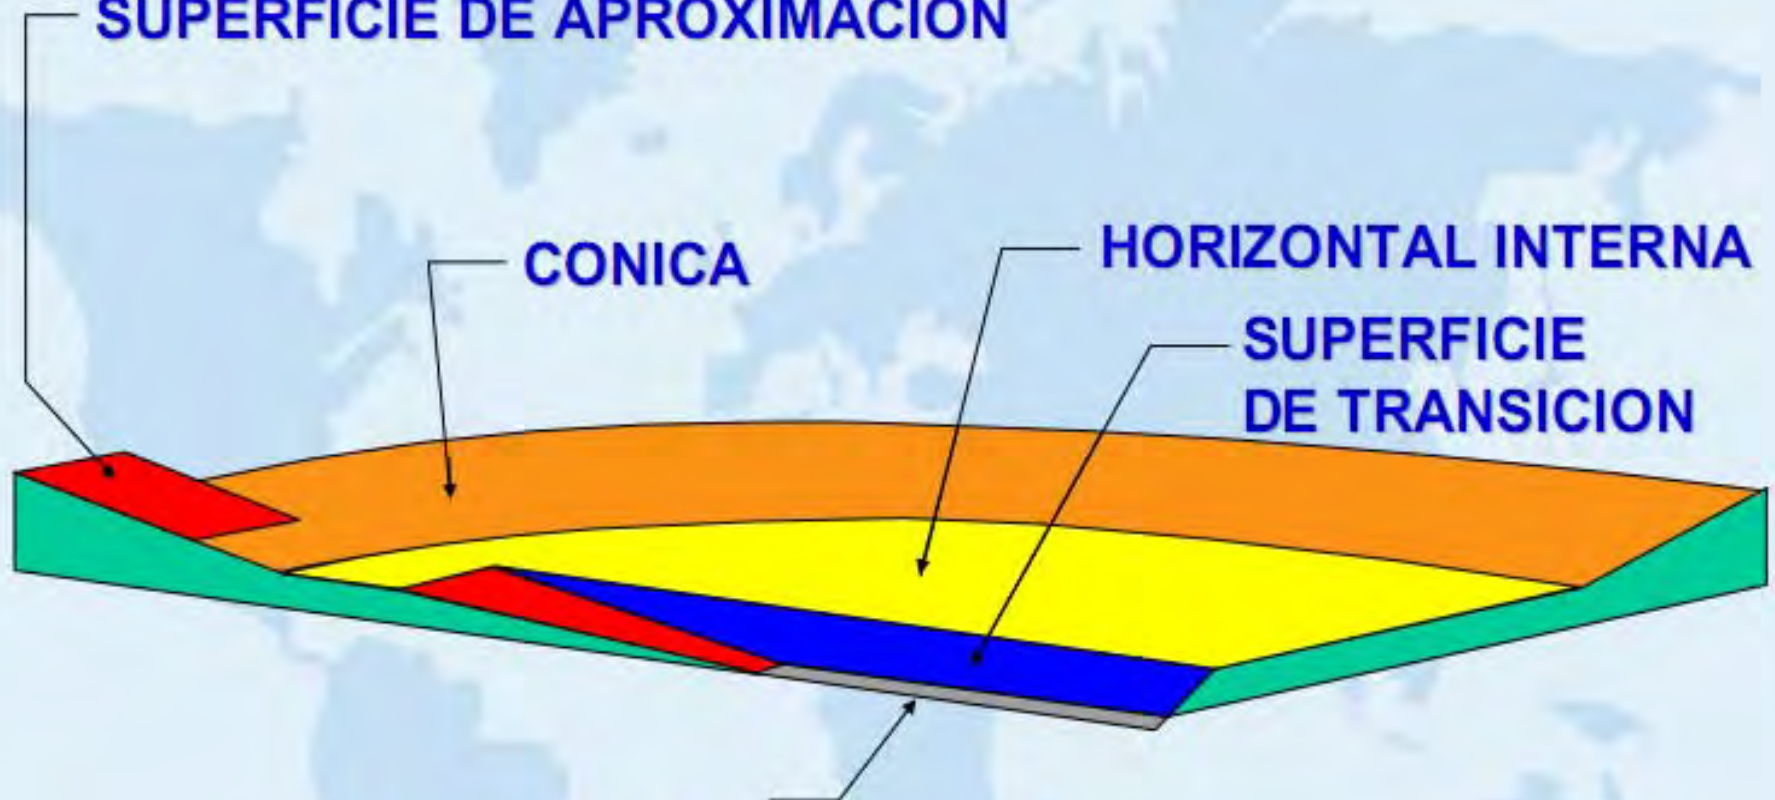 SUPERFICIE DE APROXIMACION
CONICA
HORIZONTAL INTERNA
SUPERFICIE
DE TRANSICION